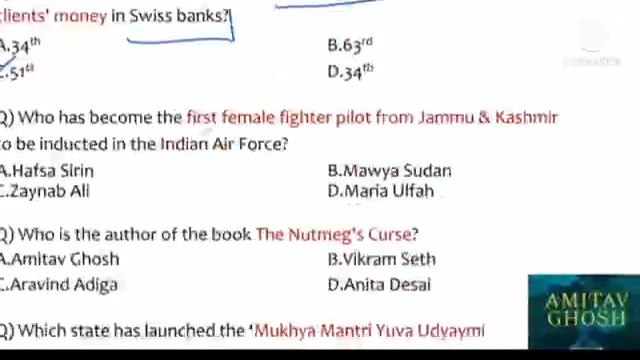 clients' money in Swiss banks?
A.34th B.63rd
C.51st D.34th
Q) Who has become the first female fighter pilot from Jammu & Kashmir
to be inducted in the Indian Air Force?
A.Hafsa Sirin B.Mawya Sudan
C.Zaynab Ali D.Maria Ulfah
Q) Who is the author of the book The Nutmeg's Curse?
A.Amitav Ghosh B.Vikram Seth
C.Aravind Adiga D.Anita Desai
AMITAV
GHOSH
Q) Which state has launched the 'Mukhya Mantri Yuva Udyaymi